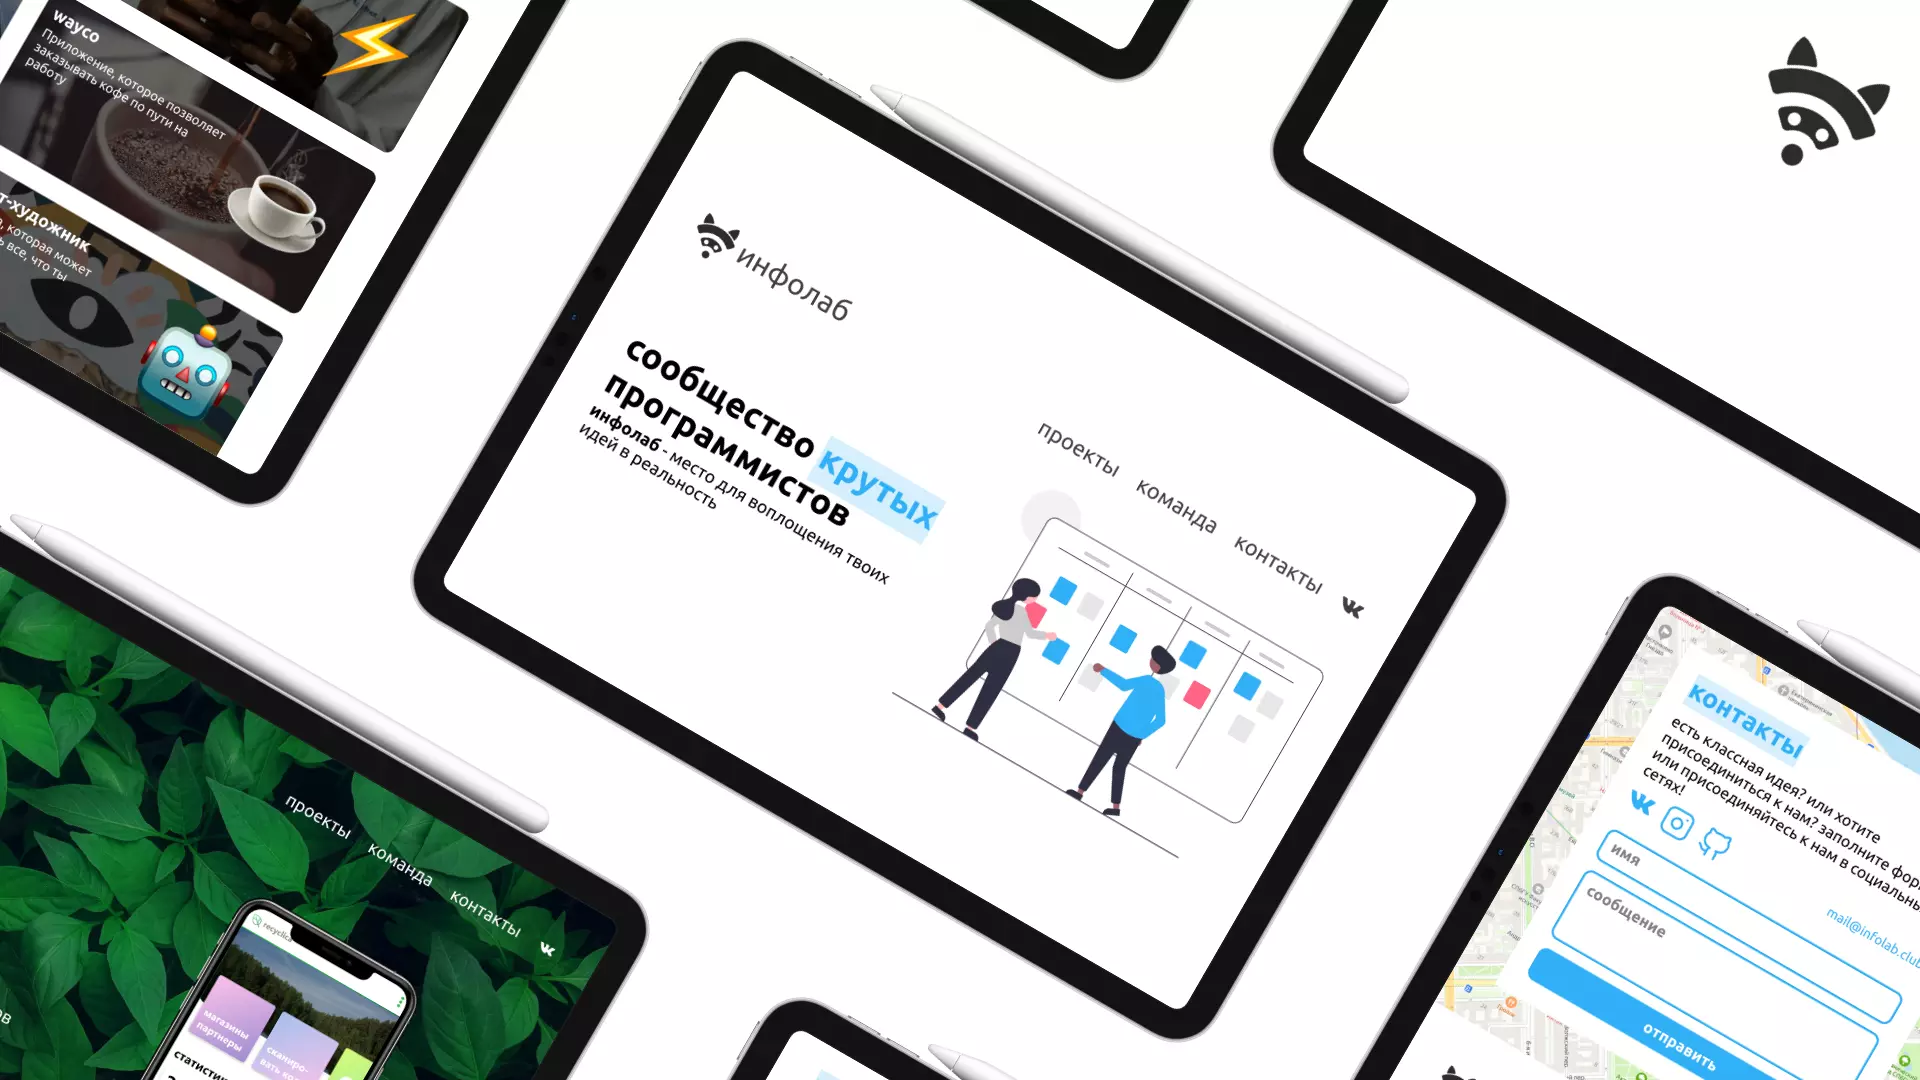 wayco
Приложение, которое позволяет
заказывать кофе по пути на
работу
т-художник
которая может
ь все, что ты
инфолаб
проекты
команда
контакты
сообщество крутых
программистов
инфолаб - место для воплощения твоих
идей в реальность
проекты
команда
контакты
recyclica
магазины
партнеры
сканиро-
вать
статистик
ов
контакты
есть классная идея? или хотите
присоединиться к нам? заполните фор
или присоединяйтесь к нам в социальны
сетях!
имя
сообщение
mail@infolab.club
отправить